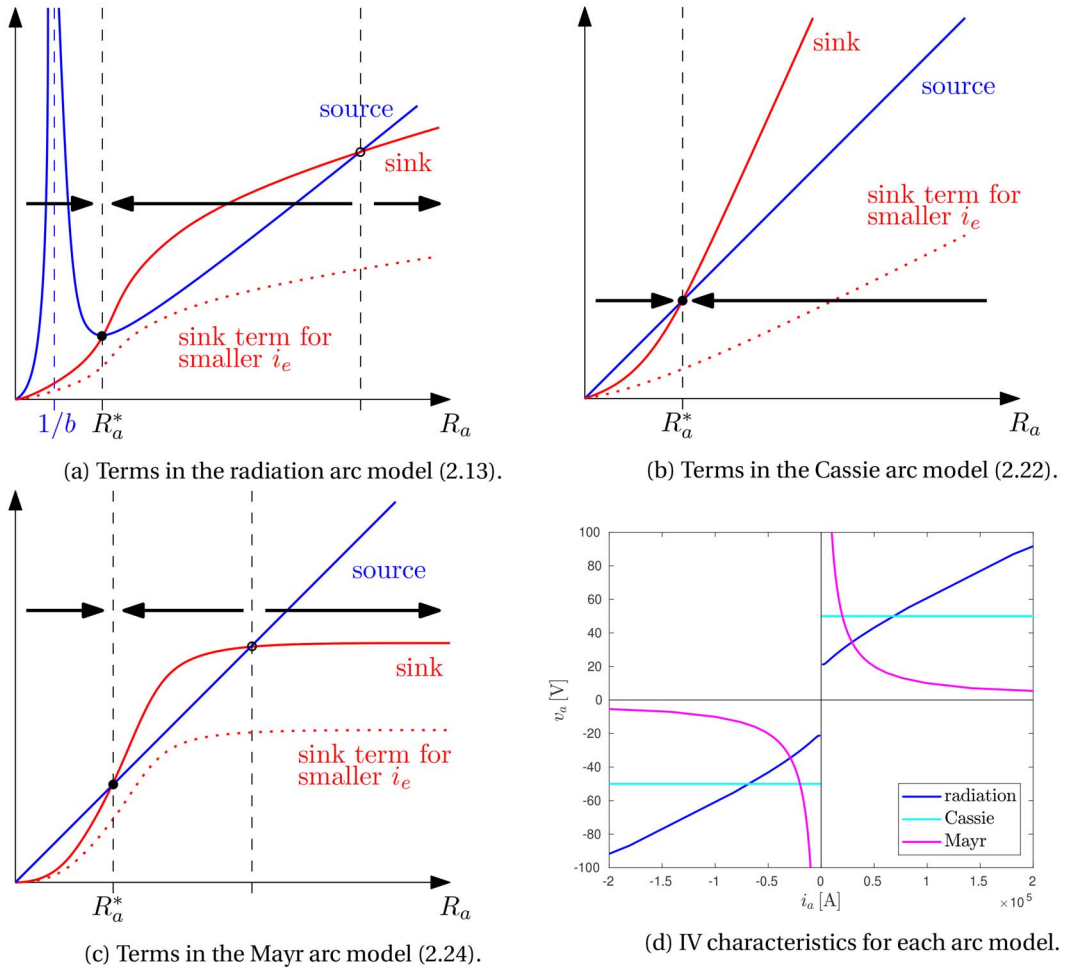 source
sink
sink term for
smaller i_e
1/b
R_a^*
R_a
(a) Terms in the radiation arc model (2.13).
sink
source
sink term for
smaller i_e
R_a^*
R_a
(b) Terms in the Cassie arc model (2.22).
source
sink
sink term for
smaller i_e
R_a^*
R_a
(c) Terms in the Mayr arc model (2.24).
100
80
60
40
20
0
-20
-40
-60
-80
-100
v_a [V]
-2
-1.5
-1
-0.5
0
0.5
1
1.5
2
i_a [A]
×10^5
radiation
Cassie
Mayr
(d) IV characteristics for each arc model.